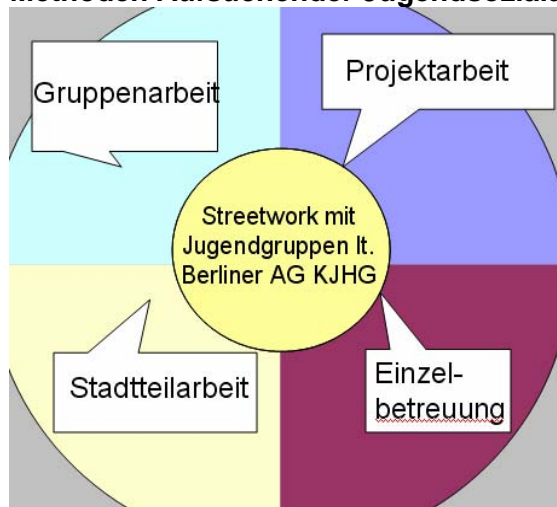 Gruppenarbeit
Projektarbeit
Streetwork mit
Jugendgruppen lt.
Berliner AG KJHG
Stadtteilarbeit
Einzel-
betreuung